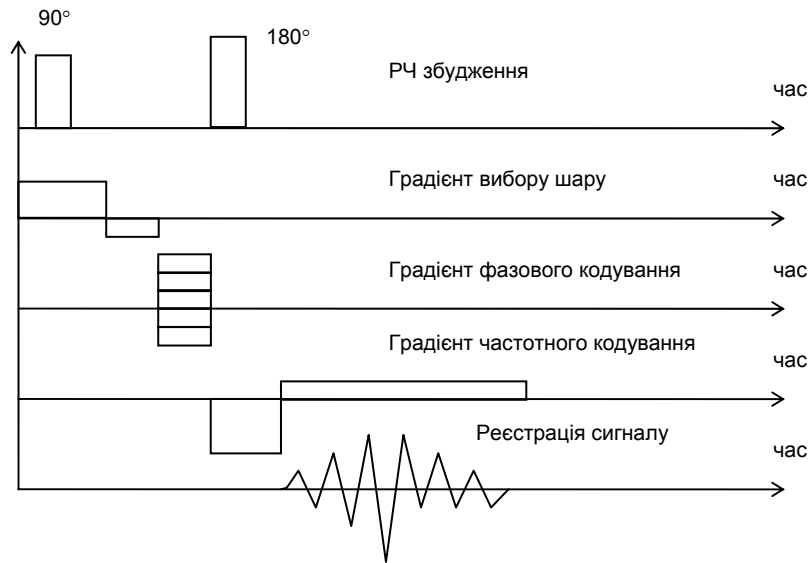 90°
180°
РЧ збудження
час
Градієнт вибору шару
час
Градієнт фазового кодування
час
Градієнт частотного кодування
час
Реєстрація сигналу
час